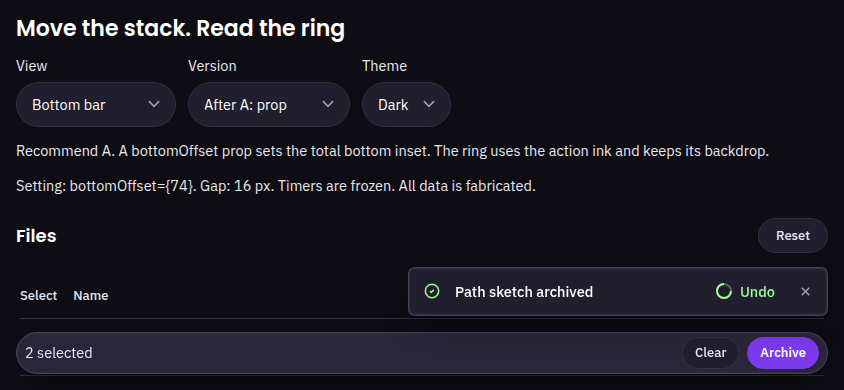 Move the stack. Read the ring
View Version Theme
Bottom bar After A: prop Dark
Recommend A. A bottomOffset prop sets the total bottom inset. The ring uses the action ink and keeps its backdrop.
Setting: bottomOffset={74}. Gap: 16 px. Timers are frozen. All data is fabricated.
Files Reset
Path sketch archived Undo ×
Select Name
2 selected Clear Archive